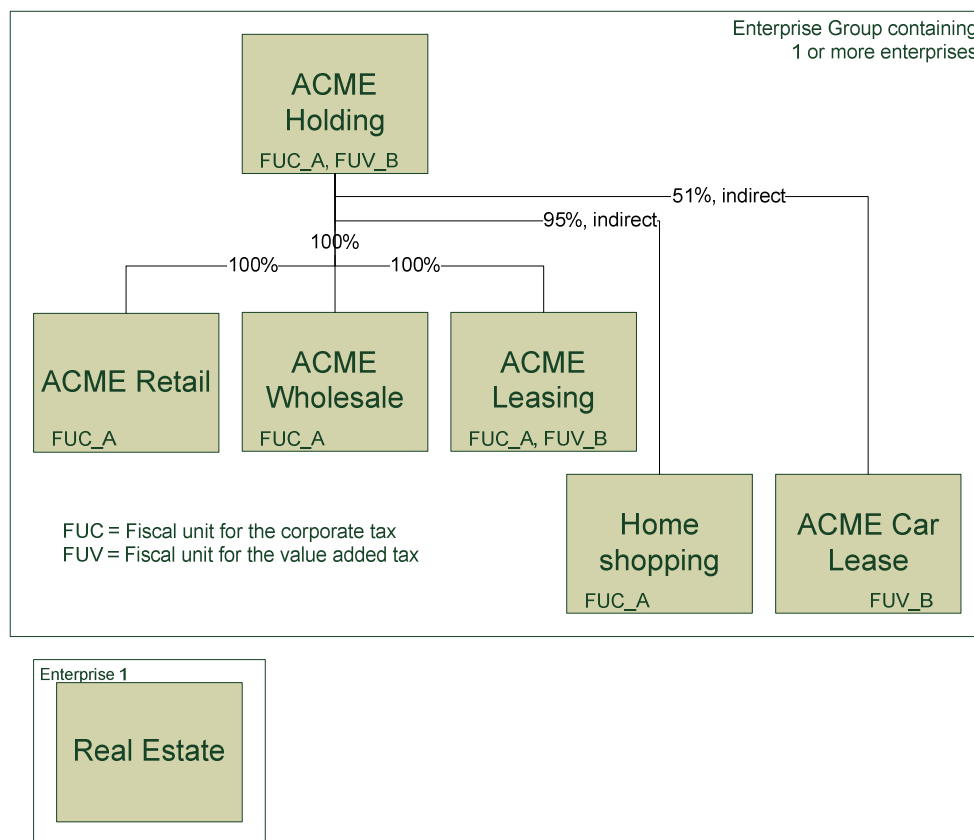 Enterprise Group containing
1 or more enterprises
ACME
Holding
FUC_A, FUV_B
51%, indirect
95%, indirect
100%
100%
100%
ACME Retail
FUC_A
ACME
Wholesale
FUC_A
ACME
Leasing
FUC_A, FUV_B
FUC = Fiscal unit for the corporate tax
FUV = Fiscal unit for the value added tax
Home
shopping
FUC_A
ACME Car
Lease
FUV_B
Enterprise 1
Real Estate